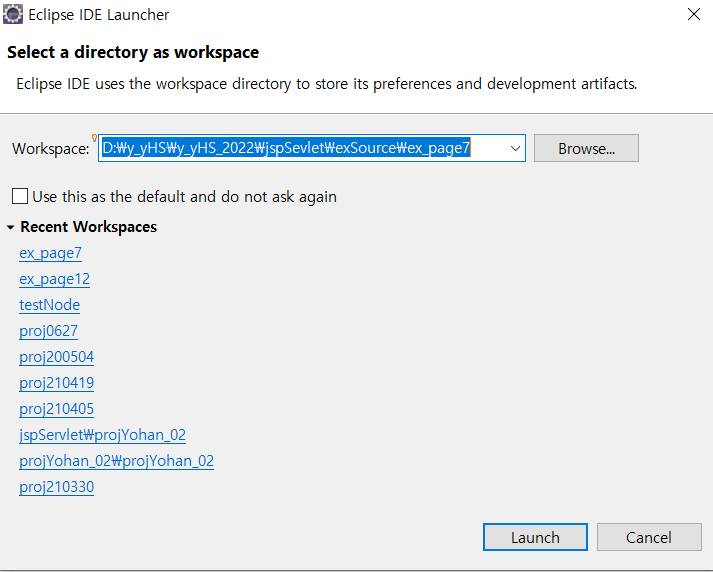 Eclipse IDE Launcher
Select a directory as workspace
Eclipse IDE uses the workspace directory to store its preferences and development artifacts.
Workspace: D:₩y_yHS₩y_yHS_2022₩jspSevlet₩exSource₩ex_page7 Browse...
Use this as the default and do not ask again
Recent Workspaces
ex_page7
ex_page12
testNode
proj0627
proj200504
proj210419
proj210405
jspServlet₩projYohan_02
projYohan_02₩projYohan_02
proj210330
Launch Cancel